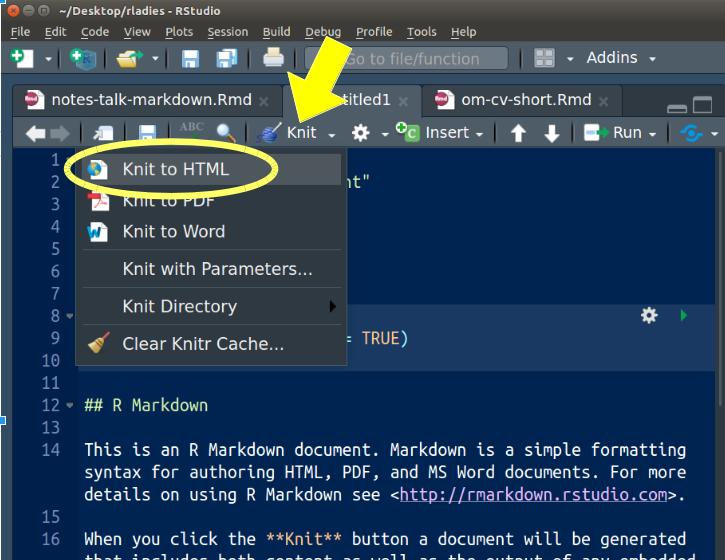 ~/Desktop/rladies - RStudio
File Edit Code View Plots Session Build Debug Profile Tools Help
Go to file/function Addins
notes-talk-markdown.Rmd × titled1 × om-cv-short.Rmd ×
ABC Knit Insert Run
1
Knit to HTML
2 nt"
3 Knit to PDF
4 Knit to Word
5
6 Knit with Parameters...
7
Knit Directory
8
9 = TRUE)
Clear Knitr Cache...
10
11
12 ## R Markdown
13
14 This is an R Markdown document. Markdown is a simple formatting
syntax for authoring HTML, PDF, and MS Word documents. For more
details on using R Markdown see <http://rmarkdown.rstudio.com>.
15
16 When you click the **Knit** button a document will be generated
that includes both content as well as the output of any embedded